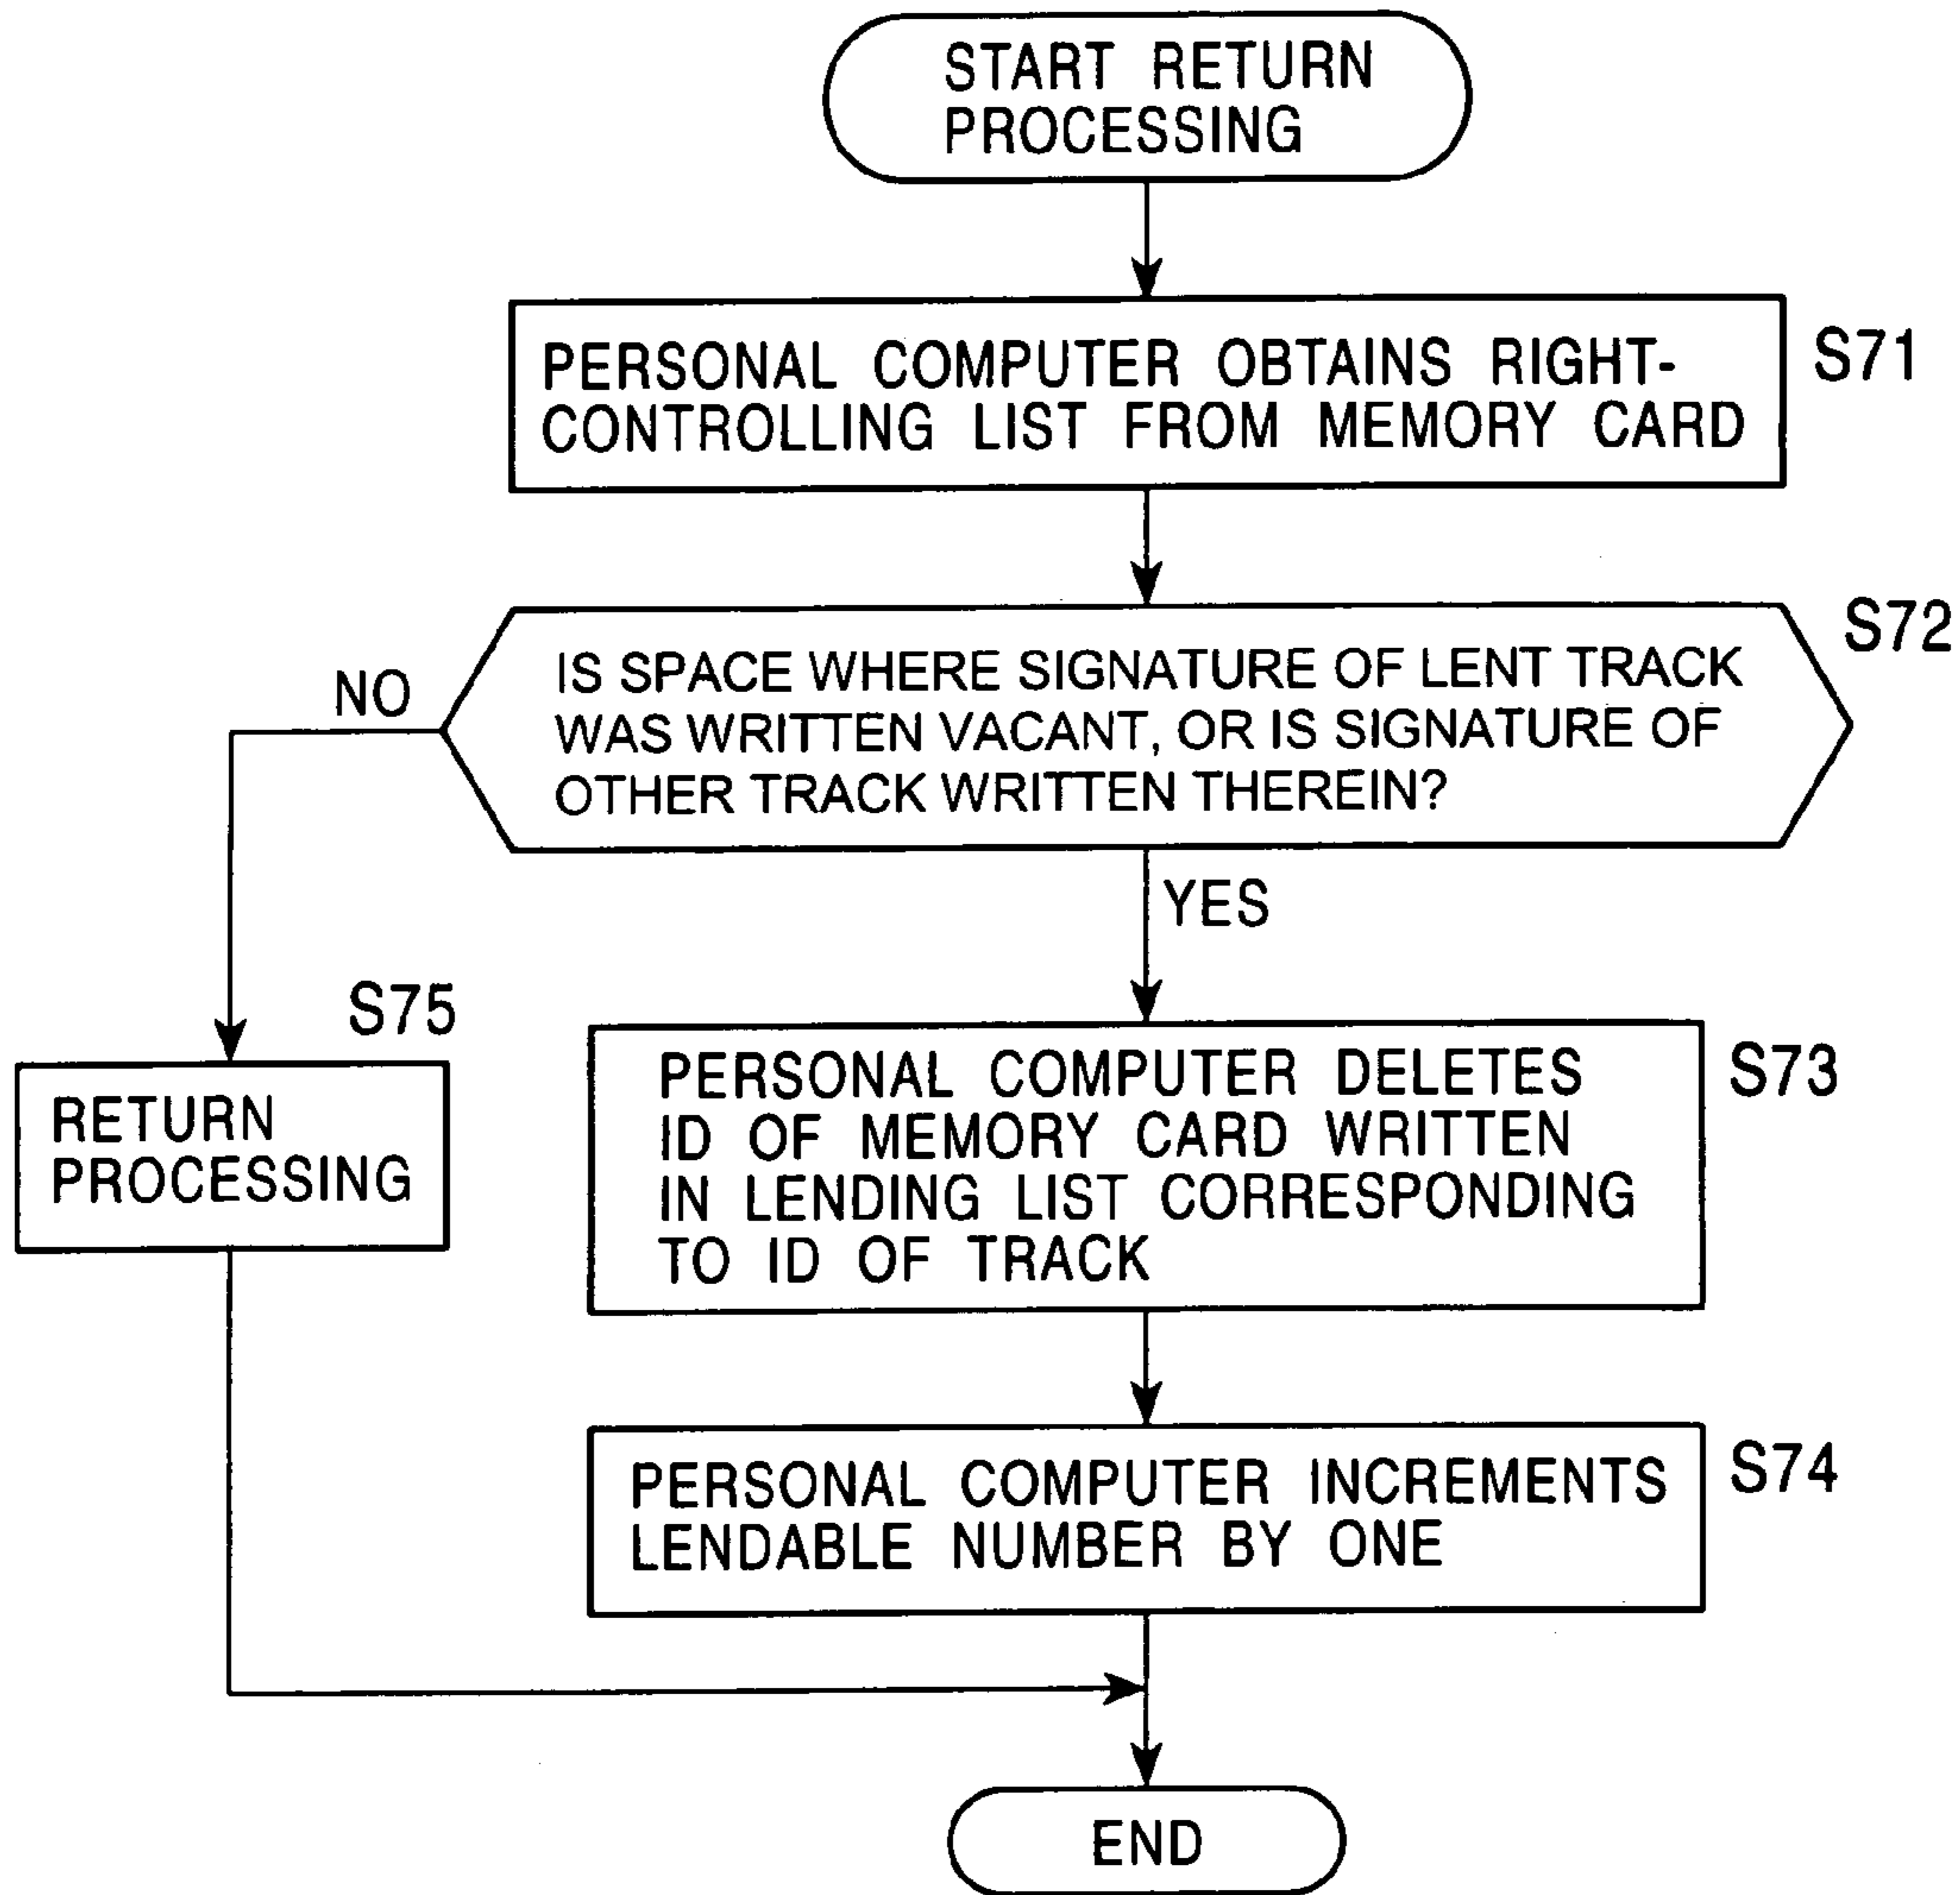 START RETURN
PROCESSING
PERSONAL COMPUTER OBTAINS RIGHT-
CONTROLLING LIST FROM MEMORY CARD
S71
S72
IS SPACE WHERE SIGNATURE OF LENT TRACK
WAS WRITTEN VACANT, OR IS SIGNATURE OF
OTHER TRACK WRITTEN THEREIN?
NO
YES
S75
RETURN
PROCESSING
PERSONAL COMPUTER DELETES
ID OF MEMORY CARD WRITTEN
IN LENDING LIST CORRESPONDING
TO ID OF TRACK
S73
PERSONAL COMPUTER INCREMENTS
LENDABLE NUMBER BY ONE
S74
END